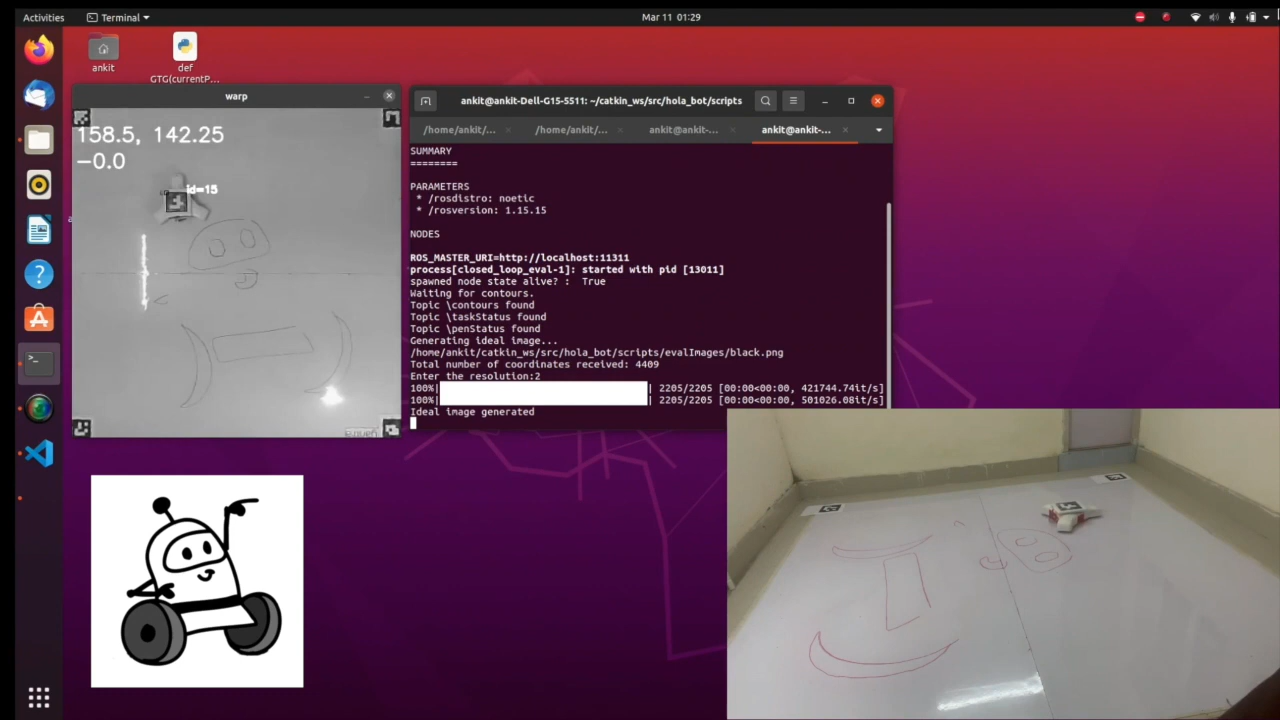 Activities
Terminal
Mar 11 01:29
ankit
def
GTG(currentP...
warp
158.5, 142.25
−0.0
id=15
ankit@ankit-Dell-G15-5511: ~/catkin_ws/src/hola_bot/scripts
/home/ankit/...
/home/ankit/...
ankit@ankit-...
ankit@ankit-...
SUMMARY
========
PARAMETERS
* /rosdistro: noetic
* /rosversion: 1.15.15
NODES
ROS_MASTER_URI=http://localhost:11311
process[closed_loop_eval-1]: started with pid [13011]
spawned node state alive? :  True
Waiting for contours.
Topic \contours found
Topic \taskStatus found
Topic \penStatus found
Generating ideal image...
/home/ankit/catkin_ws/src/hola_bot/scripts/evalImages/black.png
Total number of coordinates received: 4409
Enter the resolution:2
100%| | 2205/2205 [00:00<00:00, 421744.74it/s]
100%| | 2205/2205 [00:00<00:00, 501026.08it/s]
Ideal image generated